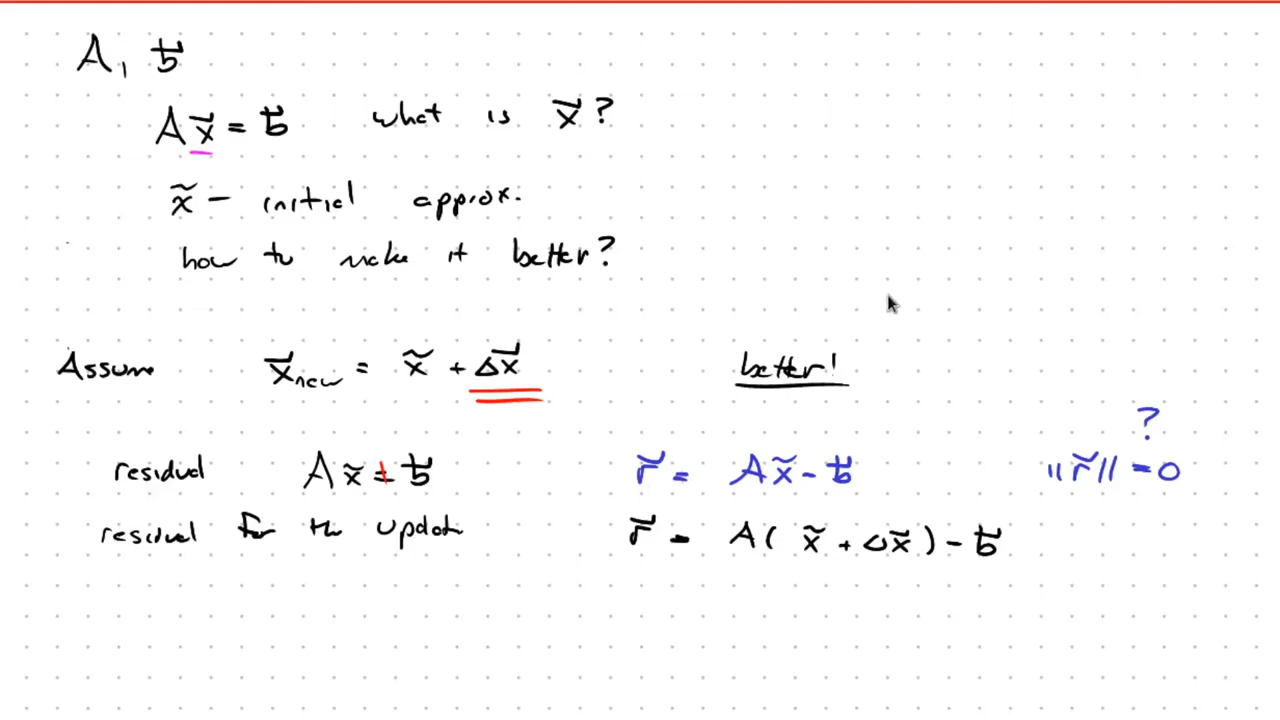 A, b⃗
Ax⃗ = b⃗ what is x⃗?
x̃ – initial approx.
how to make it better?
Assume x⃗new = x̃ + Δx⃗ better!
?
residual Ax̃ ≠ b⃗ r⃗ = Ax̃ – b⃗ ||r⃗|| = 0
residual for the update r⃗ = A( x̃ + Δx⃗ ) – b⃗